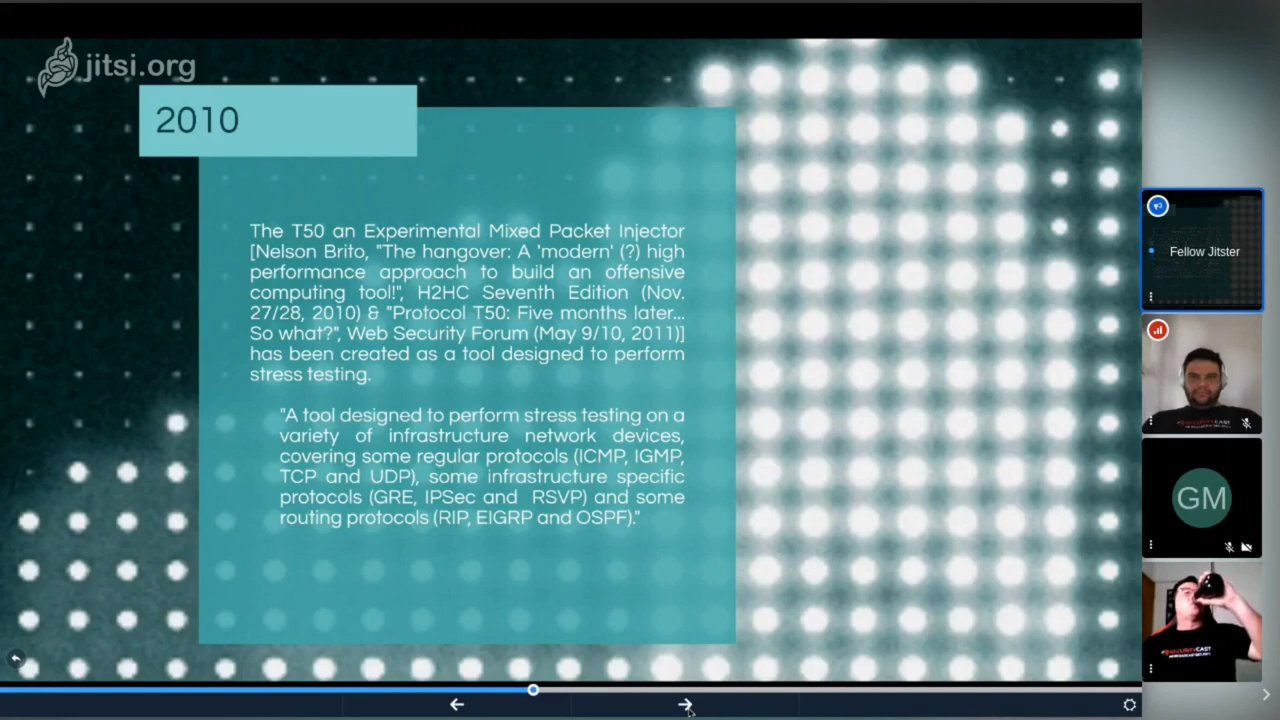 jitsi.org
2010
The T50 an Experimental Mixed Packet Injector
[Nelson Brito, "The hangover: A 'modern' (?) high
performance approach to build an offensive
computing tool!", H2HC Seventh Edition (Nov.
27/28, 2010) & "Protocol T50: Five months later...
So what?", Web Security Forum (May 9/10, 2011)]
has been created as a tool designed to perform
stress testing.
"A tool designed to perform stress testing on a
variety of infrastructure network devices,
covering some regular protocols (ICMP, IGMP,
TCP and UDP), some infrastructure specific
protocols (GRE, IPSec and RSVP) and some
routing protocols (RIP, EIGRP and OSPF)."
Fellow Jitster
GM